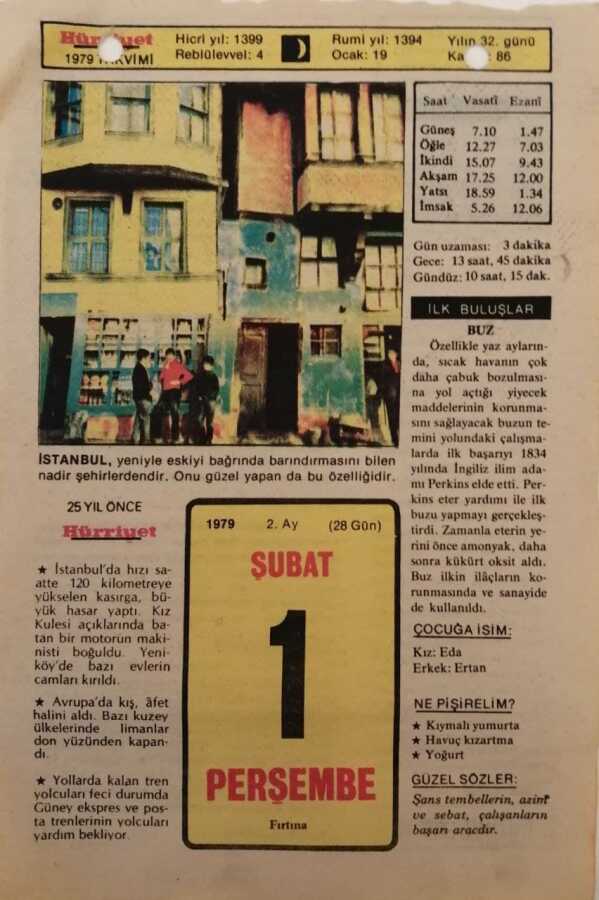 Hürriyet
1979 TAKVİMİ
Hicri yıl: 1399
Rebiülevvel: 4
Rumi yıl: 1394
Ocak: 19
Yılın 32. günü
86
Saat Vasatî Ezanî
Güneş 7.10 1.47
Öğle 12.27 7.03
İkindi 15.07 9.43
Akşam 17.25 12.00
Yatsı 18.59 1.34
İmsak 5.26 12.06
Gün uzaması: 3 dakika
Gece: 13 saat, 45 dakika
Gündüz: 10 saat, 15 dak.
İSTANBUL, yeniyle eskiyi bağrında barındırmasını bilen
nadir şehirlerdendir. Onu güzel yapan da bu özelliğidir.
İLK BULUŞLAR
BUZ
Özellikle yaz ayların-
da, sıcak havanın çok
daha çabuk bozulması-
na yol açtığı yiyecek
maddelerinin korunma-
sını sağlayacak buzun te-
mini yolundaki çalışma-
larda ilk başarıyı 1834
yılında İngiliz ilim ada-
mı Perkins elde etti. Per-
kins eter yardımı ile ilk
buzu yapmayı gerçekleş-
tirdi. Zamanla eterin ye-
rini önce amonyak, daha
sonra kükürt oksit aldı.
Buz ilkin ilâçların ko-
runmasında ve sanayide
de kullanıldı.
ÇOCUĞA İSİM:
Kız: Eda
Erkek: Ertan
NE PİŞİRELİM?
★ Kıymalı yumurta
★ Havuç kızartma
★ Yoğurt
GÜZEL SÖZLER:
Şans tembellerin, azim
ve sebat, çalışanların
başarı aracdır.
25 YIL ÖNCE
Hürriyet
★ İstanbul'da hızı sa-
atte 120 kilometreye
yükselen kasırga, bü-
yük hasar yaptı. Kız
Kulesi açıklarında ba-
tan bir motorun maki-
nisti boğuldu. Yeni-
köy'de bazı evlerin
camları kırıldı.
★ Avrupa'da kış, âfet
halini aldı. Bazı kuzey
ülkelerinde limanlar
don yüzünden kapan-
dı.
★ Yollarda kalan tren
yolcuları feci durumda
Güney ekspres ve pos-
ta trenlerinin yolcuları
yardım bekliyor.
1979 2. Ay (28 Gün)
ŞUBAT
1
PERŞEMBE
Fırtına